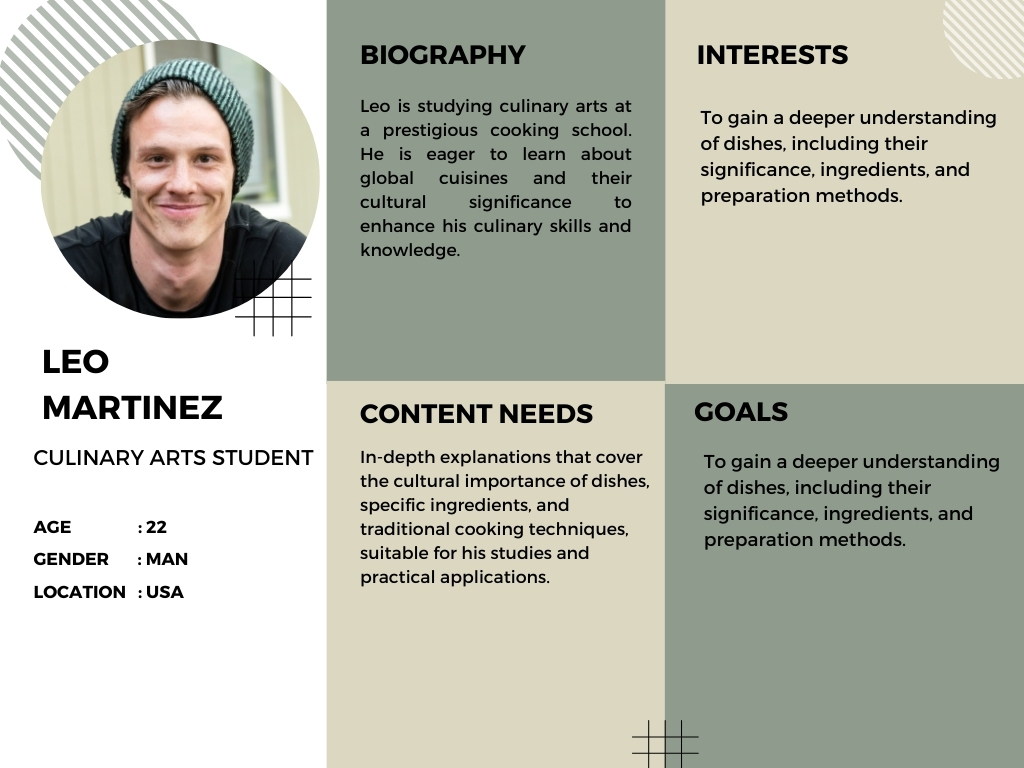 LEO
MARTINEZ
CULINARY ARTS STUDENT
AGE : 22
GENDER : MAN
LOCATION : USA
BIOGRAPHY
Leo is studying culinary arts at
a prestigious cooking school.
He is eager to learn about
global cuisines and their
cultural significance to
enhance his culinary skills and
knowledge.
INTERESTS
To gain a deeper understanding
of dishes, including their
significance, ingredients, and
preparation methods.
CONTENT NEEDS
In-depth explanations that cover
the cultural importance of dishes,
specific ingredients, and
traditional cooking techniques,
suitable for his studies and
practical applications.
GOALS
To gain a deeper understanding
of dishes, including their
significance, ingredients, and
preparation methods.